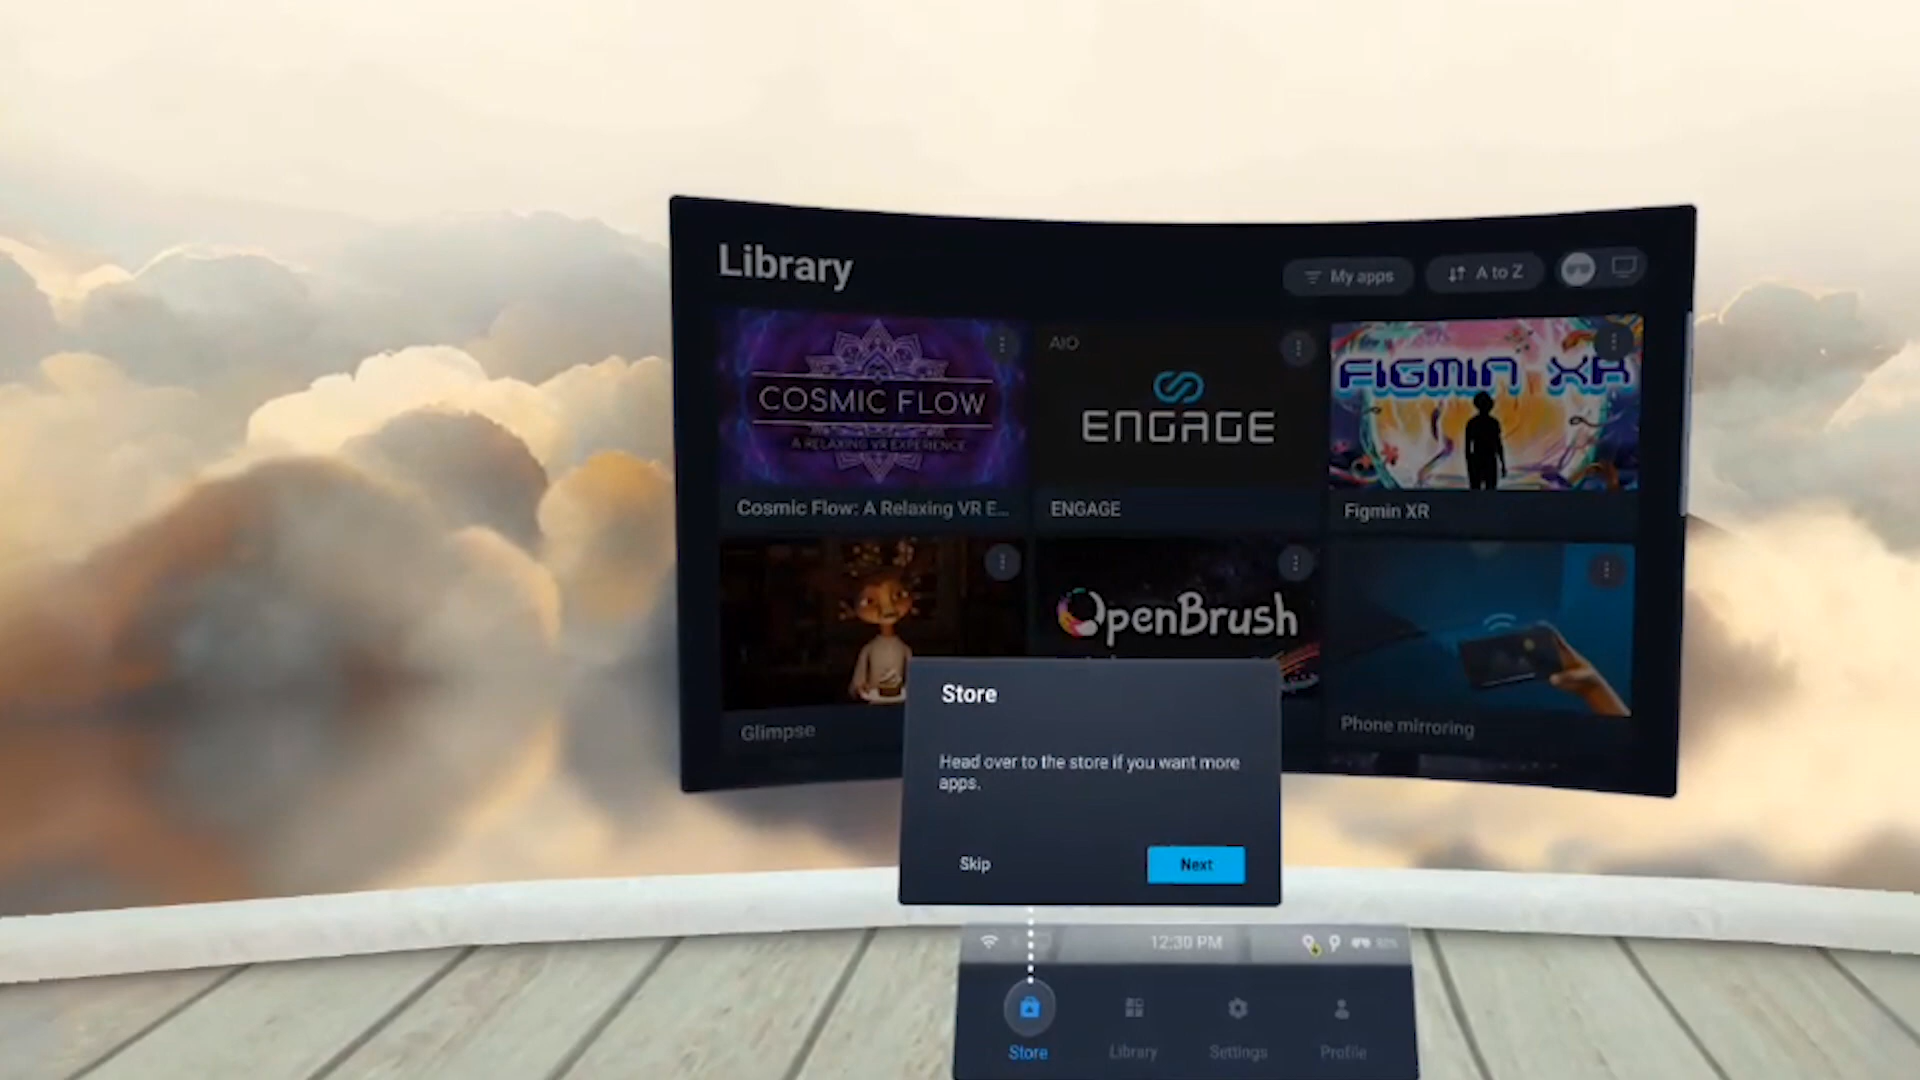 Library
My apps
A to Z
COSMIC FLOW
A RELAXING VR EXPERIENCE
Cosmic Flow: A Relaxing VR E...
AIO
ENGAGE
ENGAGE
FIGMIN XR
Figmin XR
Glimpse
OpenBrush
Phone mirroring
Store
Head over to the store if you want more
apps.
Skip
Next
12:30 PM
Store
Library
Settings
Profile